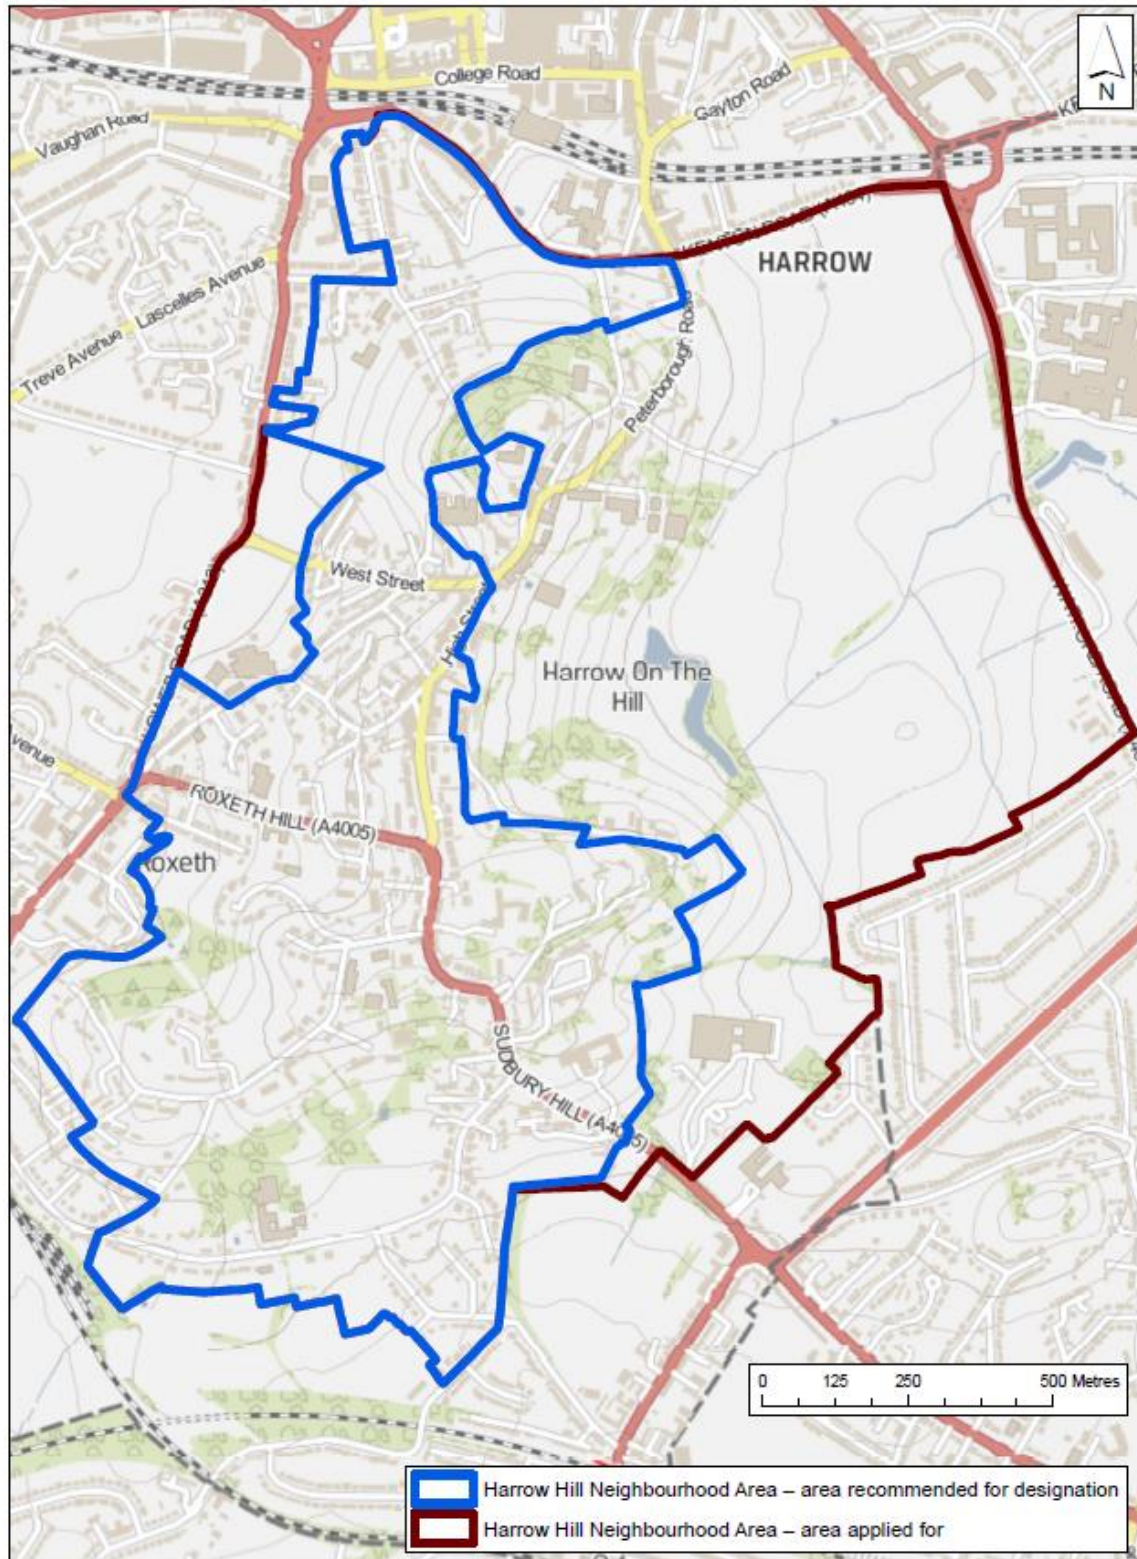 N
College Road
Gayton Road
Vaughan Road
HARROW
Lascelles Avenue
Treve Avenue
Peterborough Road
West Street
High Street
Harrow On The
Hill
Avenue
ROXETH HILL (A4005)
Roxeth
SUDBURY HILL (A4005)
0 125 250 500 Metres
Harrow Hill Neighbourhood Area – area recommended for designation
Harrow Hill Neighbourhood Area – area applied for